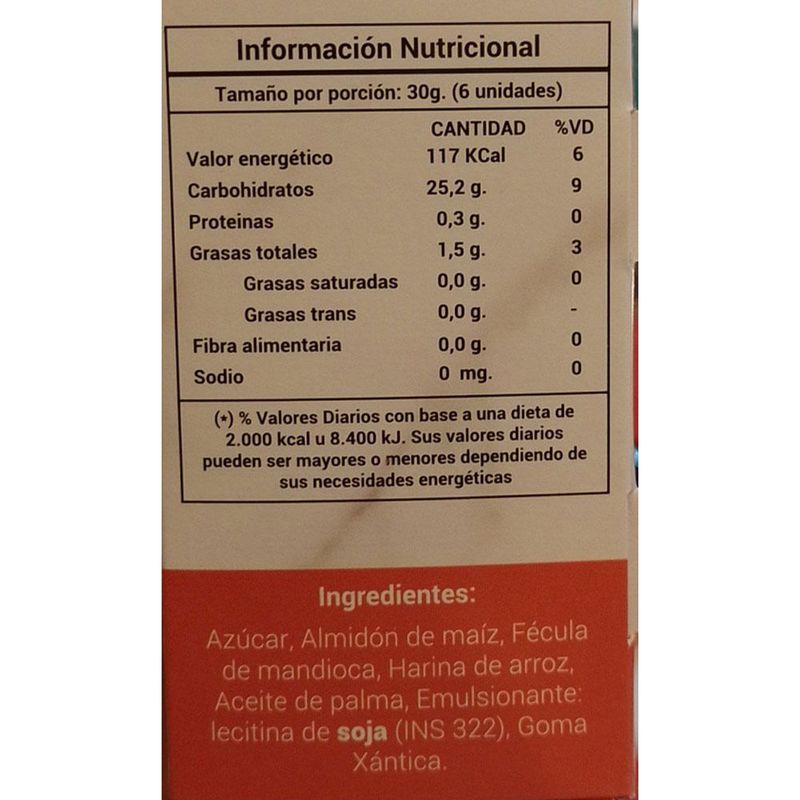 Información Nutricional
Tamaño por porción: 30g. (6 unidades)
CANTIDAD %VD
Valor energético 117 KCal 6
Carbohidratos 25,2 g. 9
Proteinas 0,3 g. 0
Grasas totales 1,5 g. 3
Grasas saturadas 0,0 g. 0
Grasas trans 0,0 g. -
Fibra alimentaria 0,0 g. 0
Sodio 0 mg. 0
(*) % Valores Diarios con base a una dieta de
2.000 kcal u 8.400 kJ. Sus valores diarios
pueden ser mayores o menores dependiendo de
sus necesidades energéticas
Ingredientes:
Azúcar, Almidón de maíz, Fécula
de mandioca, Harina de arroz,
Aceite de palma, Emulsionante:
lecitina de soja (INS 322), Goma
Xántica.